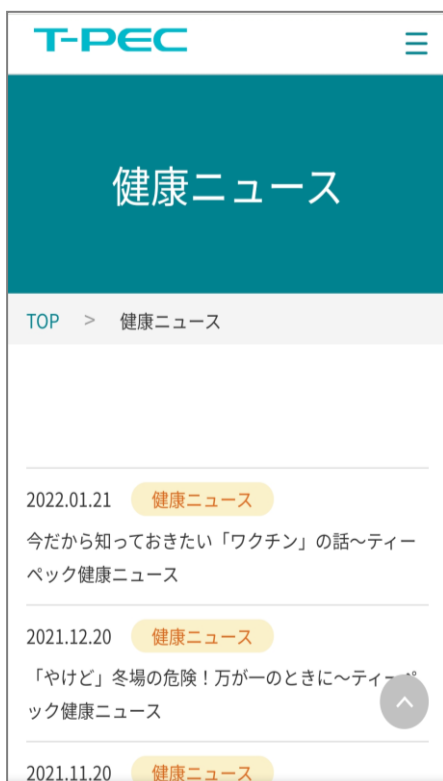 T-PEC
健康ニュース
TOP > 健康ニュース
2022.01.21 健康ニュース
今だから知っておきたい「ワクチン」の話～ティー
ペック健康ニュース
2021.12.20 健康ニュース
「やけど」冬場の危険！万が一のときに～ティーペ
ック健康ニュース
2021.11.20 健康ニュース